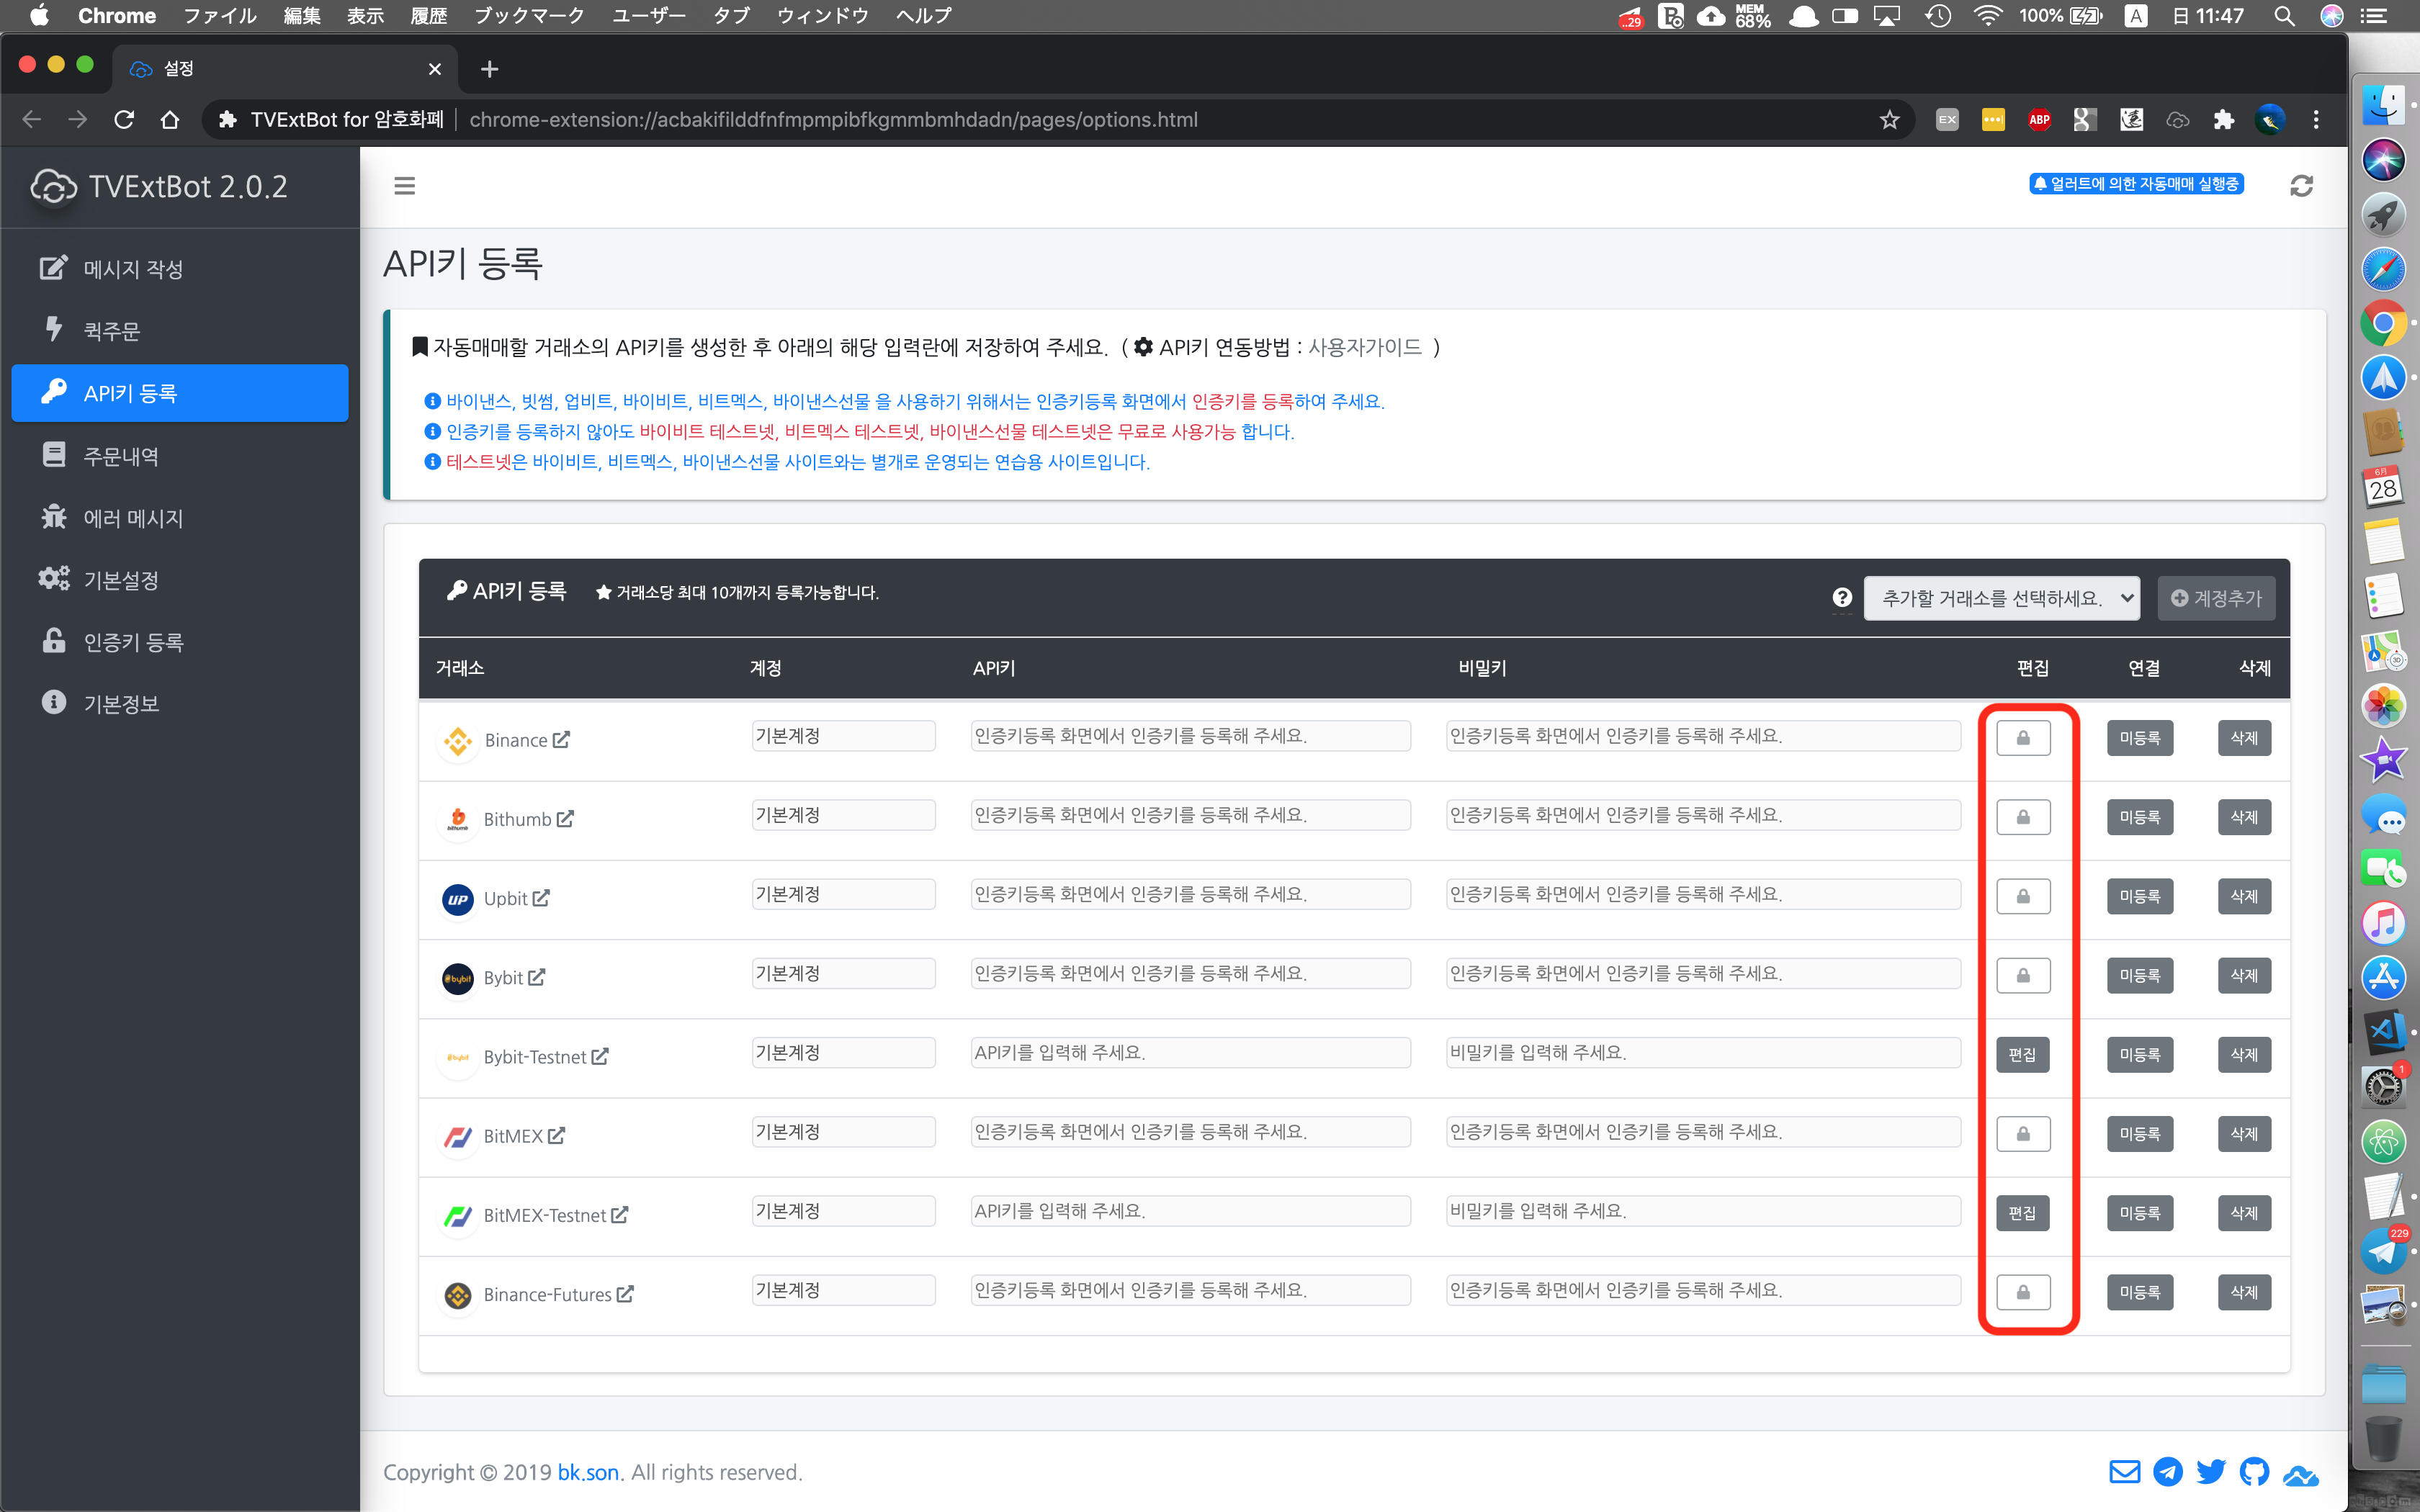 Chrome ファイル 編集 表示 履歴 ブックマーク ユーザー タブ ウィンドウ ヘルプ ..29 MEM 68% 100% A 日 11:47
설정
TVExtBot for 암호화폐 chrome-extension://acbakifilddfnfmpmpibfkgmmbmhdadn/pages/options.html EX ABP
TVExtBot 2.0.2
얼러트에 의한 자동매매 실행중
메시지 작성
퀵주문
API키 등록
주문내역
에러 메시지
기본설정
인증키 등록
기본정보
API키 등록
자동매매할 거래소의 API키를 생성한 후 아래의 해당 입력란에 저장하여 주세요. ( API키 연동방법 : 사용자가이드 )
바이낸스, 빗썸, 업비트, 바이비트, 비트멕스, 바이낸스선물 을 사용하기 위해서는 인증키등록 화면에서 인증키를 등록하여 주세요.
인증키를 등록하지 않아도 바이비트 테스트넷, 비트멕스 테스트넷, 바이낸스선물 테스트넷은 무료로 사용가능 합니다.
테스트넷은 바이비트, 비트멕스, 바이낸스선물 사이트와는 별개로 운영되는 연습용 사이트입니다.
API키 등록 거래소당 최대 10개까지 등록가능합니다. 추가할 거래소를 선택하세요. 계정추가
거래소 계정 API키 비밀키 편집 연결 삭제
Binance 기본계정 인증키등록 화면에서 인증키를 등록해 주세요. 인증키등록 화면에서 인증키를 등록해 주세요. 미등록 삭제
bithumb Bithumb 기본계정 인증키등록 화면에서 인증키를 등록해 주세요. 인증키등록 화면에서 인증키를 등록해 주세요. 미등록 삭제
UP Upbit 기본계정 인증키등록 화면에서 인증키를 등록해 주세요. 인증키등록 화면에서 인증키를 등록해 주세요. 미등록 삭제
bybit Bybit 기본계정 인증키등록 화면에서 인증키를 등록해 주세요. 인증키등록 화면에서 인증키를 등록해 주세요. 미등록 삭제
bybit Bybit-Testnet 기본계정 API키를 입력해 주세요. 비밀키를 입력해 주세요. 편집 미등록 삭제
BitMEX 기본계정 인증키등록 화면에서 인증키를 등록해 주세요. 인증키등록 화면에서 인증키를 등록해 주세요. 미등록 삭제
BitMEX-Testnet 기본계정 API키를 입력해 주세요. 비밀키를 입력해 주세요. 편집 미등록 삭제
Binance-Futures 기본계정 인증키등록 화면에서 인증키를 등록해 주세요. 인증키등록 화면에서 인증키를 등록해 주세요. 미등록 삭제
Copyright © 2019 bk.son. All rights reserved.
6月
28
3D
1
229